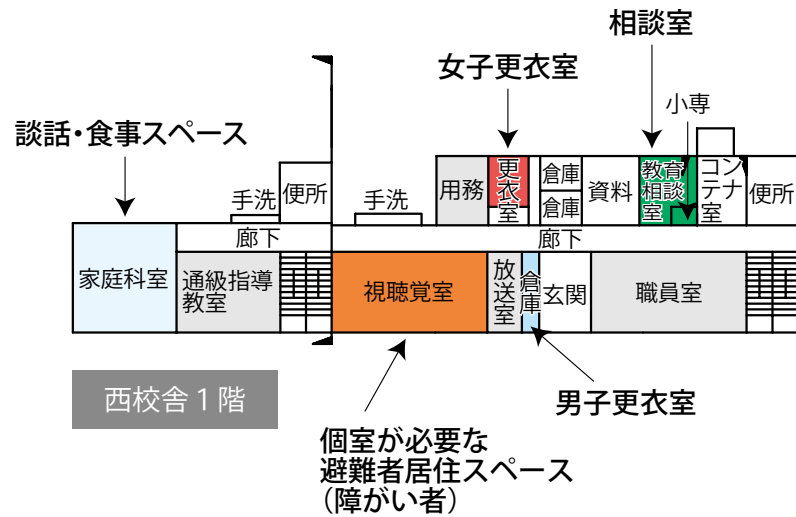 相談室
女子更衣室
小専
談話・食事スペース
手洗
便所
手洗
用務
更衣室
倉庫
倉庫
資料
教育
相談
室
コンテナ室
便所
廊下
廊下
家庭科室
通級指導
教室
視聴覚室
放送室
倉庫
玄関
職員室
西校舎1階
男子更衣室
個室が必要な
避難者居住スペース
(障がい者)